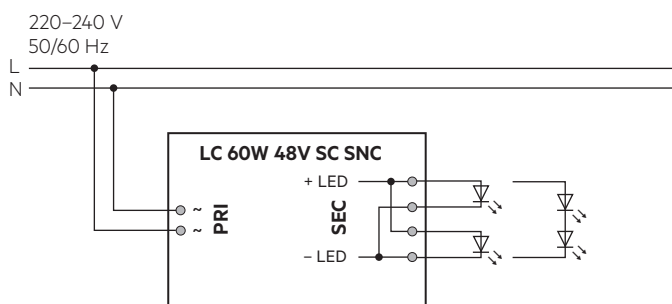 220–240 V
50/60 Hz
L
N
LC 60W 48V SC SNC
+ LED
~
PRI
~
SEC
– LED